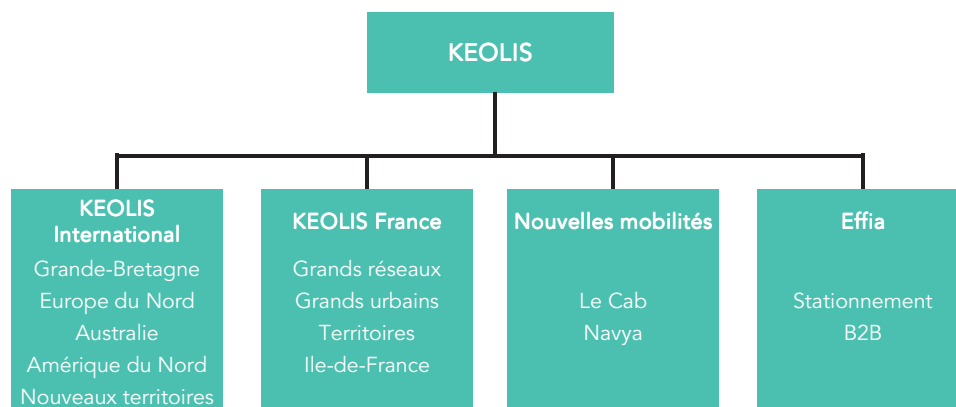 KEOLIS
KEOLIS
International
Grande-Bretagne
Europe du Nord
Australie
Amérique du Nord
Nouveaux territoires
KEOLIS France
Grands réseaux
Grands urbains
Territoires
Ile-de-France
Nouvelles mobilités
Le Cab
Navya
Effia
Stationnement
B2B